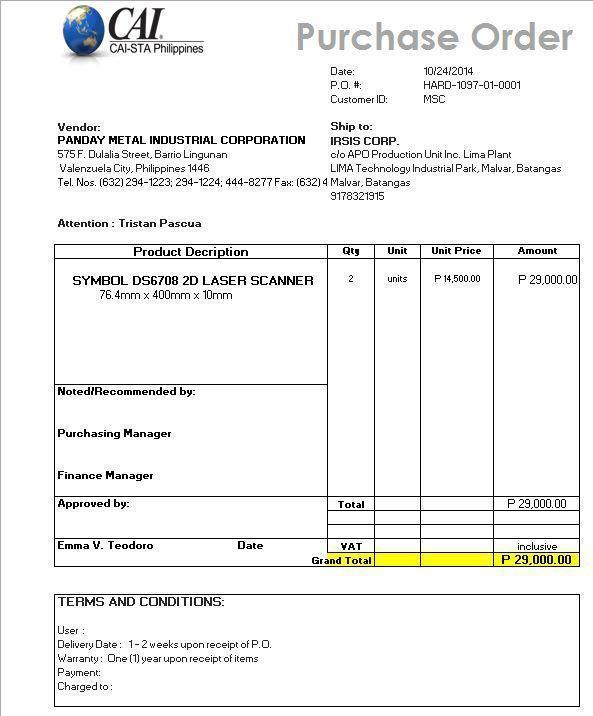 CAI.
CAI-STA Philippines
Purchase Order
Date: 10/24/2014
P.O. #: HARD-1097-01-0001
Customer ID: MSC
Vendor:
PANDAY METAL INDUSTRIAL CORPORATION
575 F. Dulalia Street, Barrio Lingunan
Valenzuela City, Philippines 1446
Tel. Nos. (632) 294-1223; 294-1224; 444-8277 Fax: (632) 4
Ship to:
IRSIS CORP.
c/o APO Production Unit Inc. Lima Plant
LIMA Technology Industrial Park, Malvar, Batangas
Malvar, Batangas
9178321915
Attention : Tristan Pascua
Product Decription Qty Unit Unit Price Amount
SYMBOL DS6708 2D LASER SCANNER 2 units P 14,500.00 P 29,000.00
76.4mm x 400mm x 10mm
Noted/Recommended by:
Purchasing Manager
Finance Manager
Approved by: Total P 29,000.00
Emma V. Teodoro Date VAT inclusive
Grand Total P 29,000.00
TERMS AND CONDITIONS:
User :
Delivery Date : 1 - 2 weeks upon receipt of P.O.
Warranty : One (1) year upon receipt of items
Payment:
Charged to :